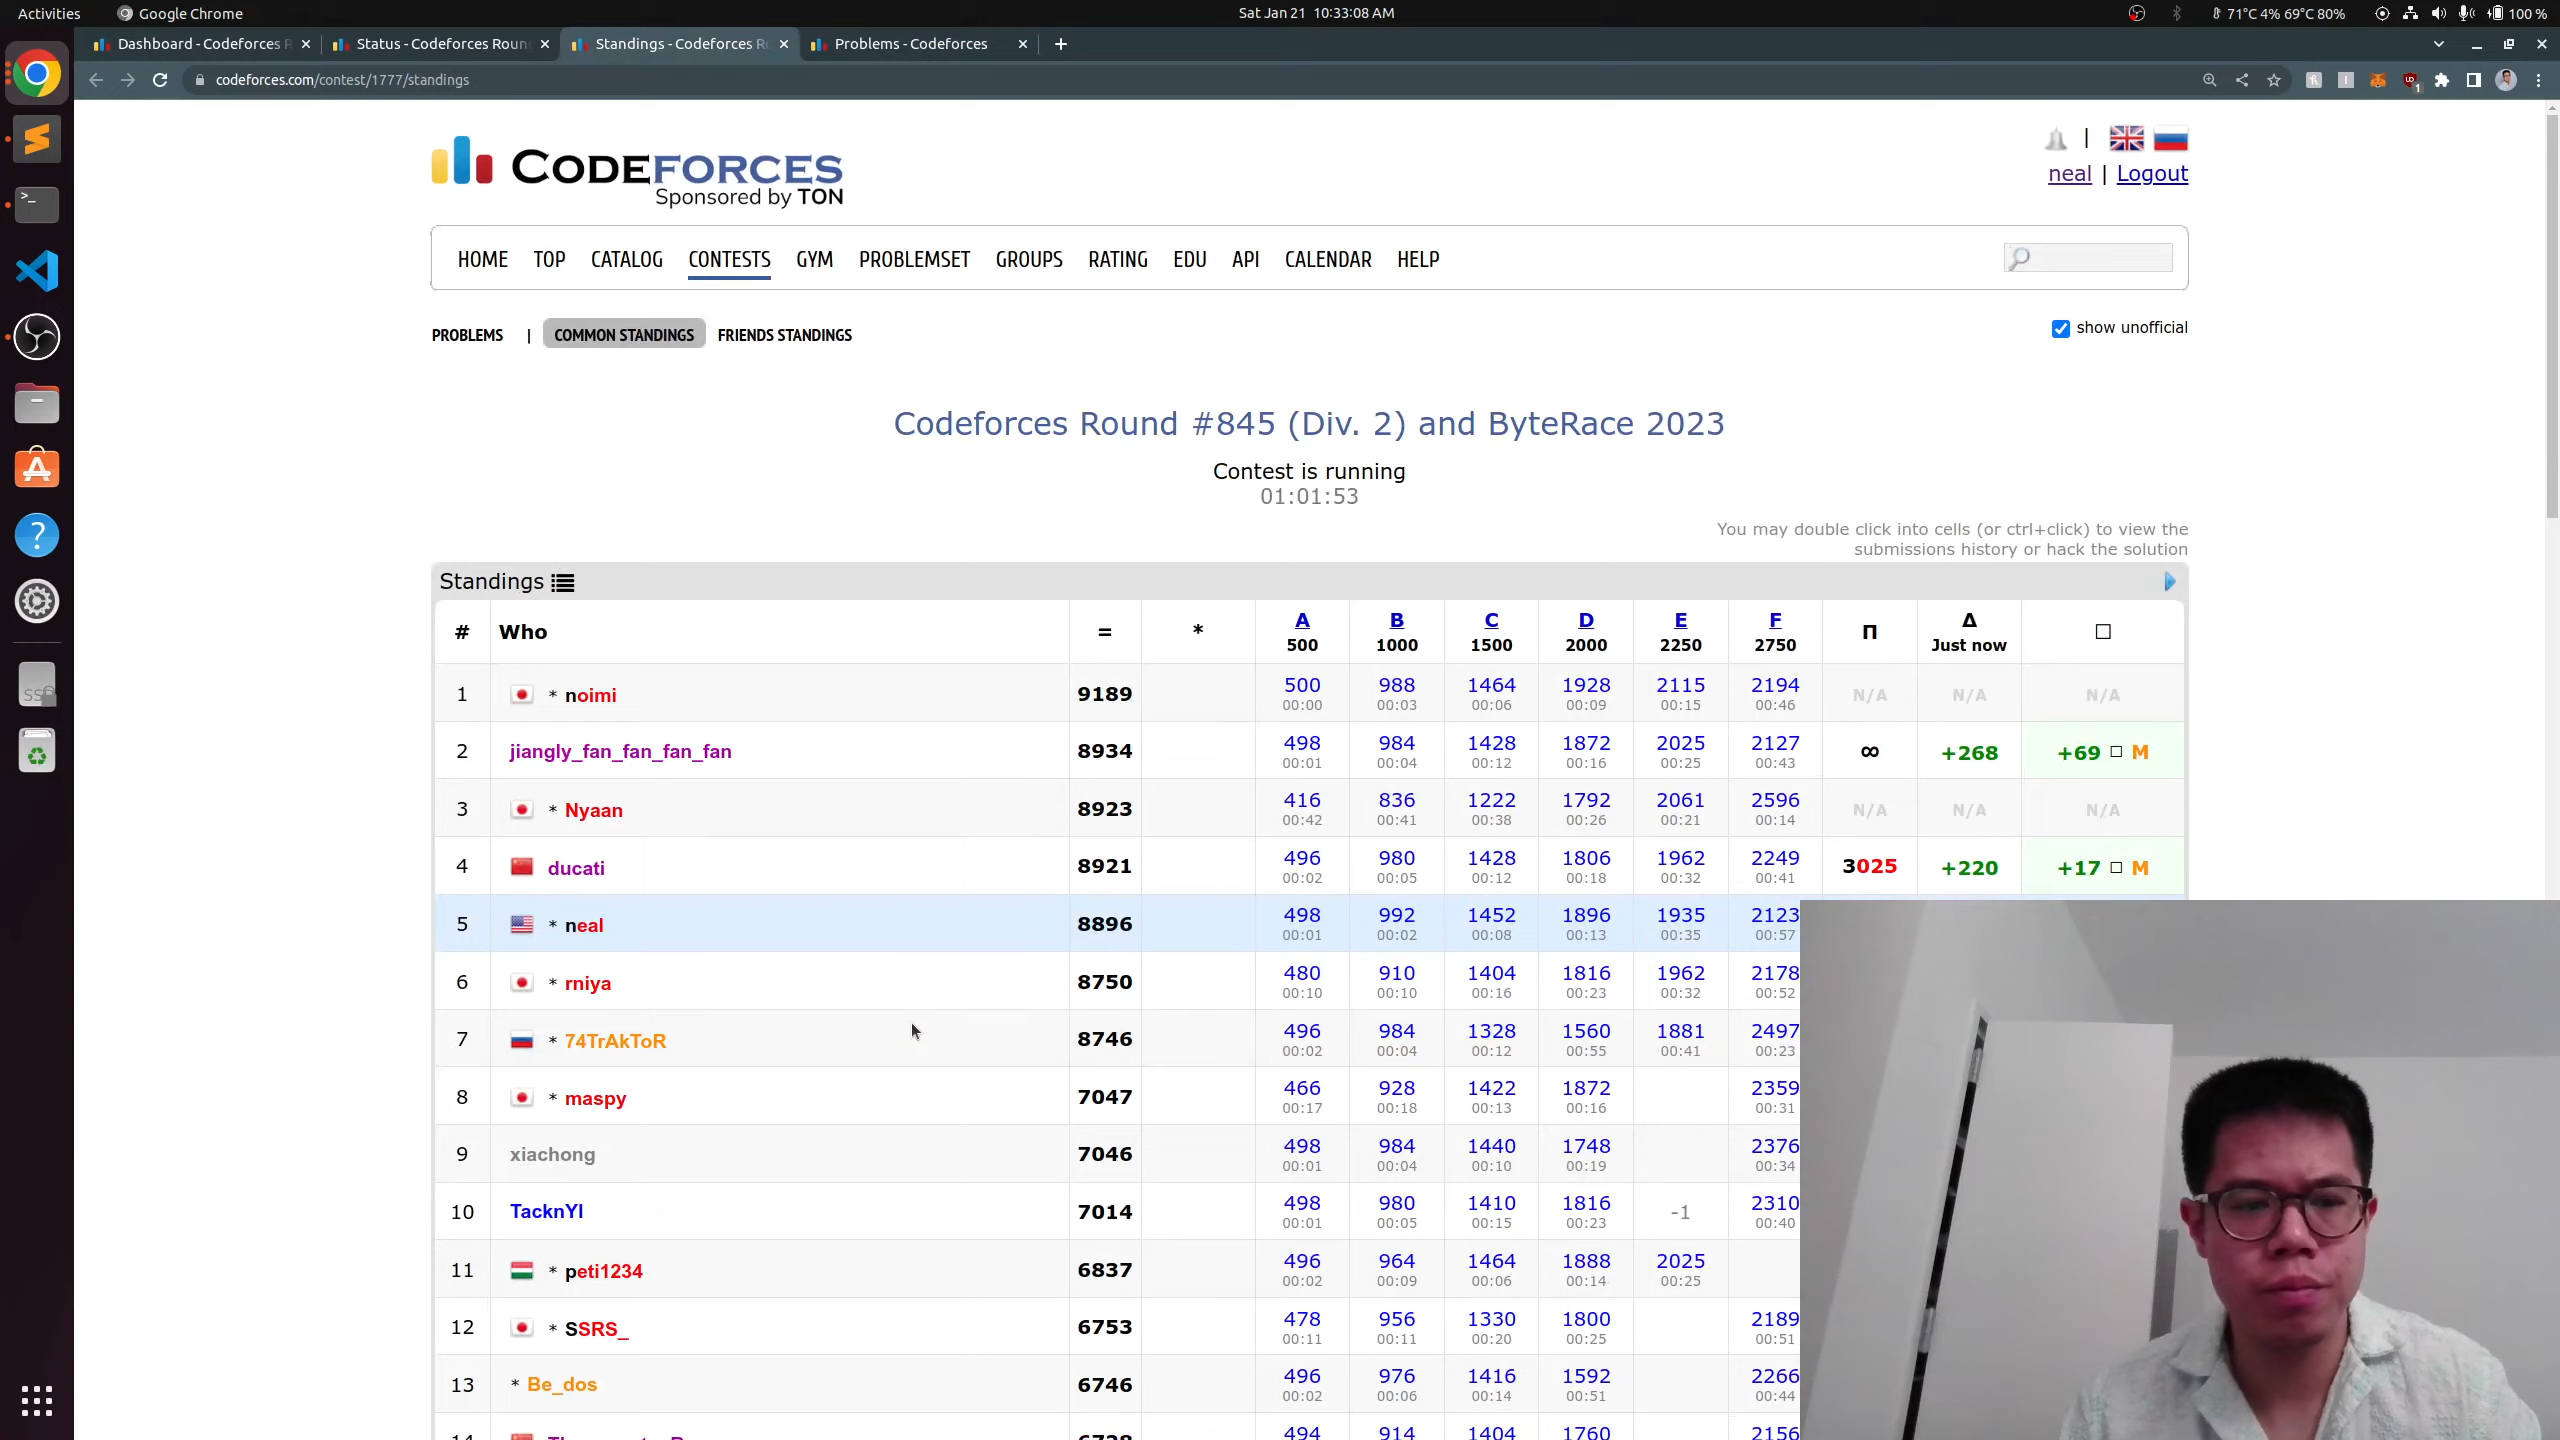 Activities Google Chrome Sat Jan 21 10:33:08 AM 71°C 4% 69°C 80% 100 %
Dashboard - Codeforces R Status - Codeforces Roun Standings - Codeforces R Problems - Codeforces
codeforces.com/contest/1777/standings
CODEFORCES
Sponsored by TON
neal | Logout
HOME TOP CATALOG CONTESTS GYM PROBLEMSET GROUPS RATING EDU API CALENDAR HELP
PROBLEMS | COMMON STANDINGS FRIENDS STANDINGS show unofficial
Codeforces Round #845 (Div. 2) and ByteRace 2023
Contest is running
01:01:53
You may double click into cells (or ctrl+click) to view the
submissions history or hack the solution
Standings
# Who = * A B C D E F Π Δ
500 1000 1500 2000 2250 2750 Just now
1 * noimi 9189 500 988 1464 1928 2115 2194 N/A N/A N/A
00:00 00:03 00:06 00:09 00:15 00:46
2 jiangly_fan_fan_fan_fan 8934 498 984 1428 1872 2025 2127 ∞ +268 +69 □ M
00:01 00:04 00:12 00:16 00:25 00:43
3 * Nyaan 8923 416 836 1222 1792 2061 2596 N/A N/A N/A
00:42 00:41 00:38 00:26 00:21 00:14
4 ducati 8921 496 980 1428 1806 1962 2249 3025 +220 +17 □ M
00:02 00:05 00:12 00:18 00:32 00:41
5 * neal 8896 498 992 1452 1896 1935 2123
00:01 00:02 00:08 00:13 00:35 00:57
6 * rniya 8750 480 910 1404 1816 1962 2178
00:10 00:10 00:16 00:23 00:32 00:52
7 * 74TrAkToR 8746 496 984 1328 1560 1881 2497
00:02 00:04 00:12 00:55 00:41 00:23
8 * maspy 7047 466 928 1422 1872 2359
00:17 00:18 00:13 00:16 00:31
9 xiachong 7046 498 984 1440 1748 2376
00:01 00:04 00:10 00:19 00:34
10 TacknYl 7014 498 980 1410 1816 -1 2310
00:01 00:05 00:15 00:23 00:40
11 * peti1234 6837 496 964 1464 1888 2025
00:02 00:09 00:06 00:14 00:25
12 * SSRS_ 6753 478 956 1330 1800 2189
00:11 00:11 00:20 00:25 00:51
13 * Be_dos 6746 496 976 1416 1592 2266
00:02 00:06 00:14 00:51 00:44
494 914 1404 1760 2156